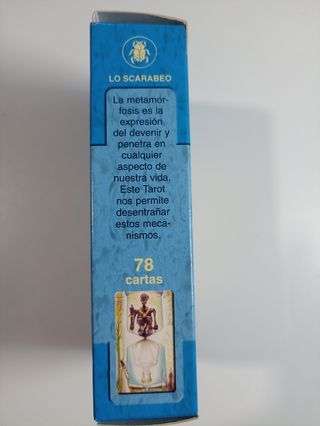 LO SCARABEO
La metamór-
fosis es la
expresión
del devenir y
penetra en
cualquier
aspecto de
nuestra vida.
Este Tarot
nos permite
desentrañar
estos meca-
nismos.
78
cartas